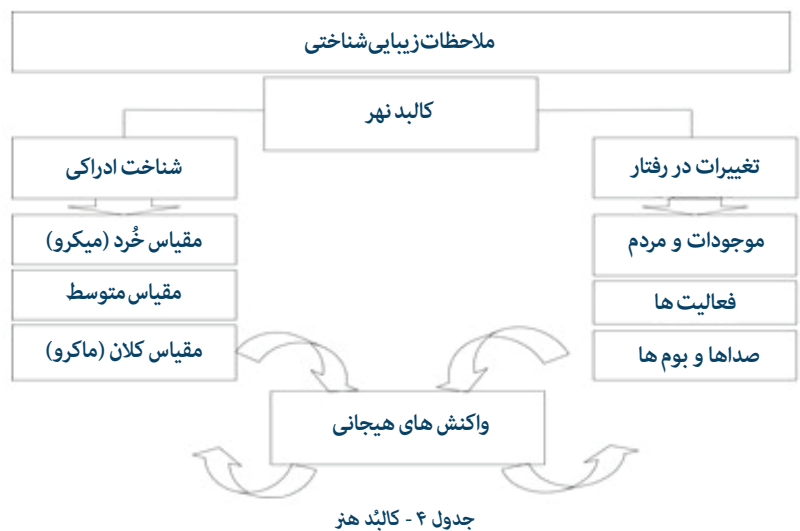 ملاحظات زیبایی‌شناختی
کالبد نهر
تغییرات در رفتار
شناخت ادراکی
موجودات و مردم
مقیاس خُرد (میکرو)
فعالیت ها
مقیاس متوسط
صداها و بوم ها
مقیاس کلان (ماکرو)
واکنش های هیجانی
جدول ۴ - کالبُد هنر